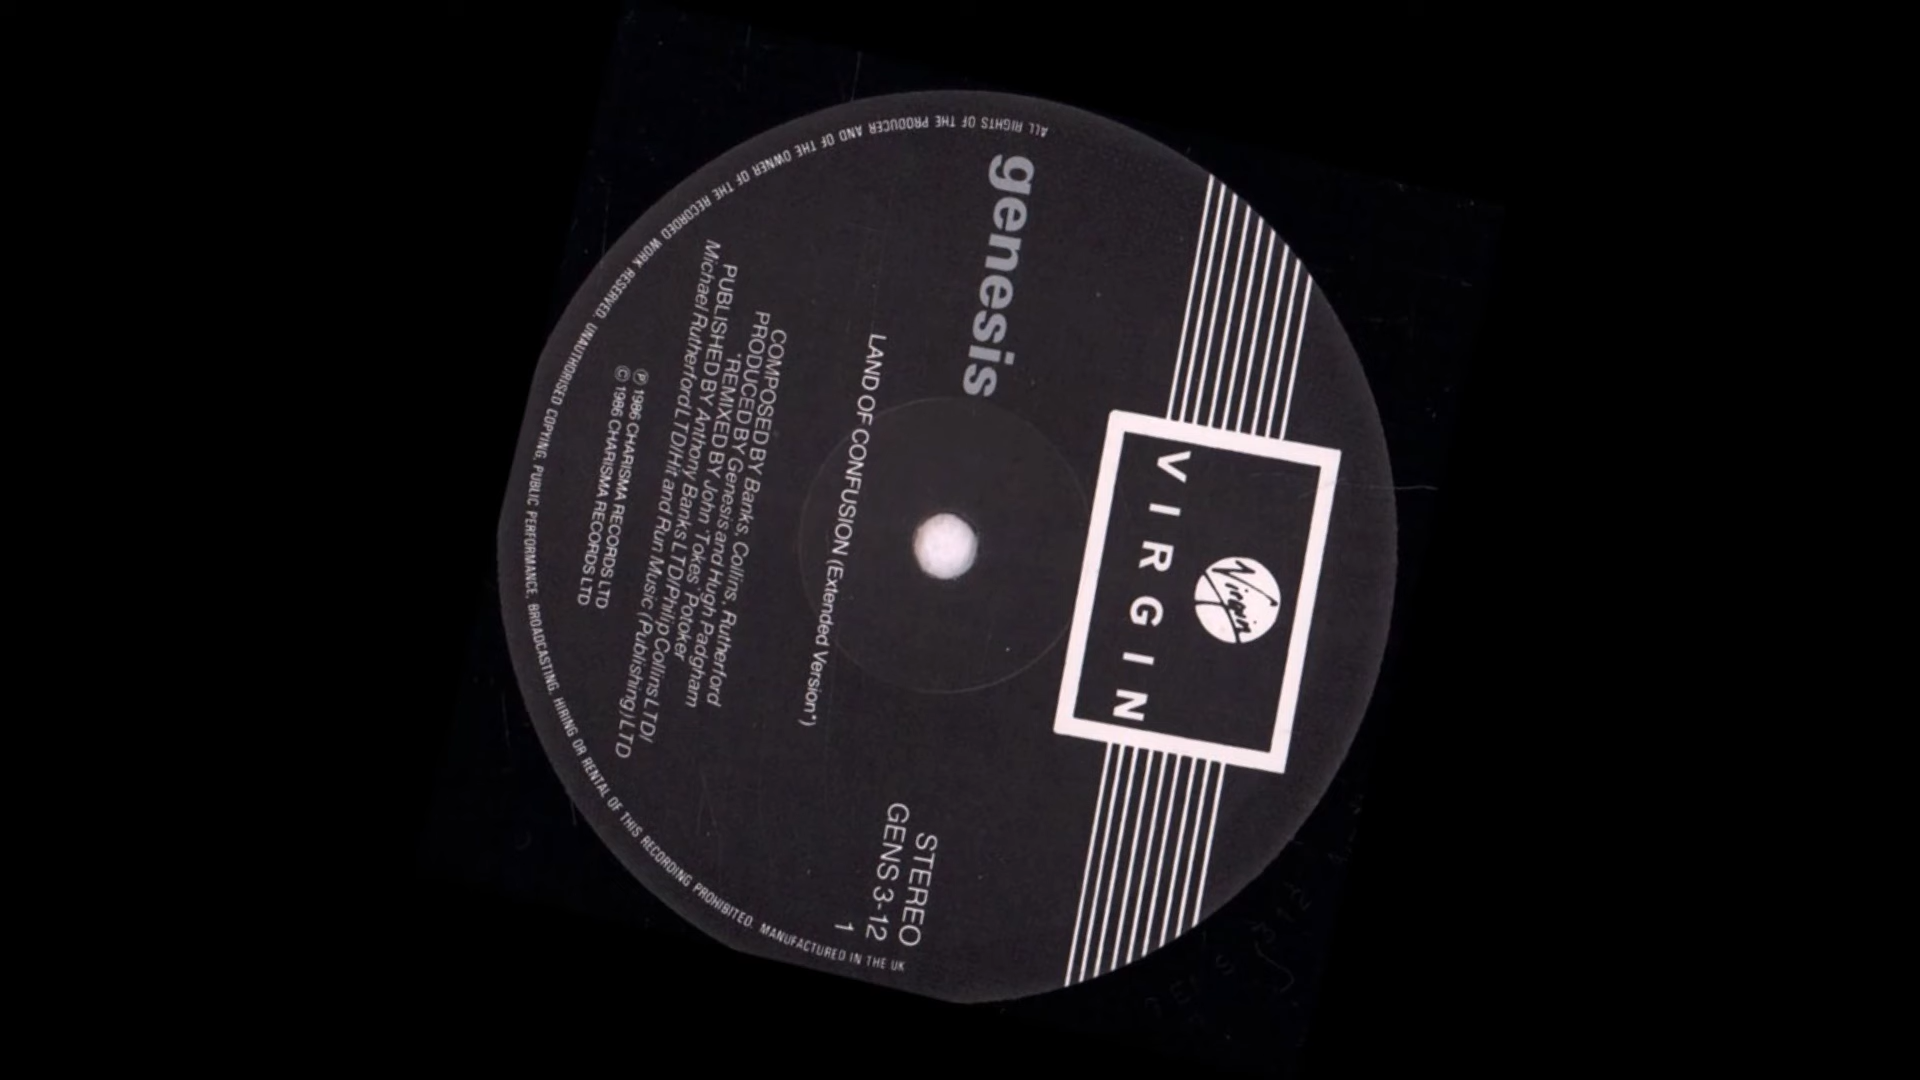 Virgin
VIRGIN
genesis
STEREO
GENS 3-12
1
LAND OF CONFUSION (Extended Version*)
COMPOSED BY Banks, Collins, Rutherford
PRODUCED BY Genesis and Hugh Padgham
*REMIXED BY John 'Tokes' Potoker
PUBLISHED BY Anthony Banks LTD/Philip Collins LTD/
Michael Rutherford LTD/Hit and Run Music (Publishing) LTD
℗ 1986 CHARISMA RECORDS LTD
© 1986 CHARISMA RECORDS LTD
ALL RIGHTS OF THE PRODUCER AND OF THE OWNER OF THE RECORDED WORK RESERVED. UNAUTHORISED COPYING, PUBLIC PERFORMANCE, BROADCASTING, HIRING OR RENTAL OF THIS RECORDING PROHIBITED. MANUFACTURED IN THE UK